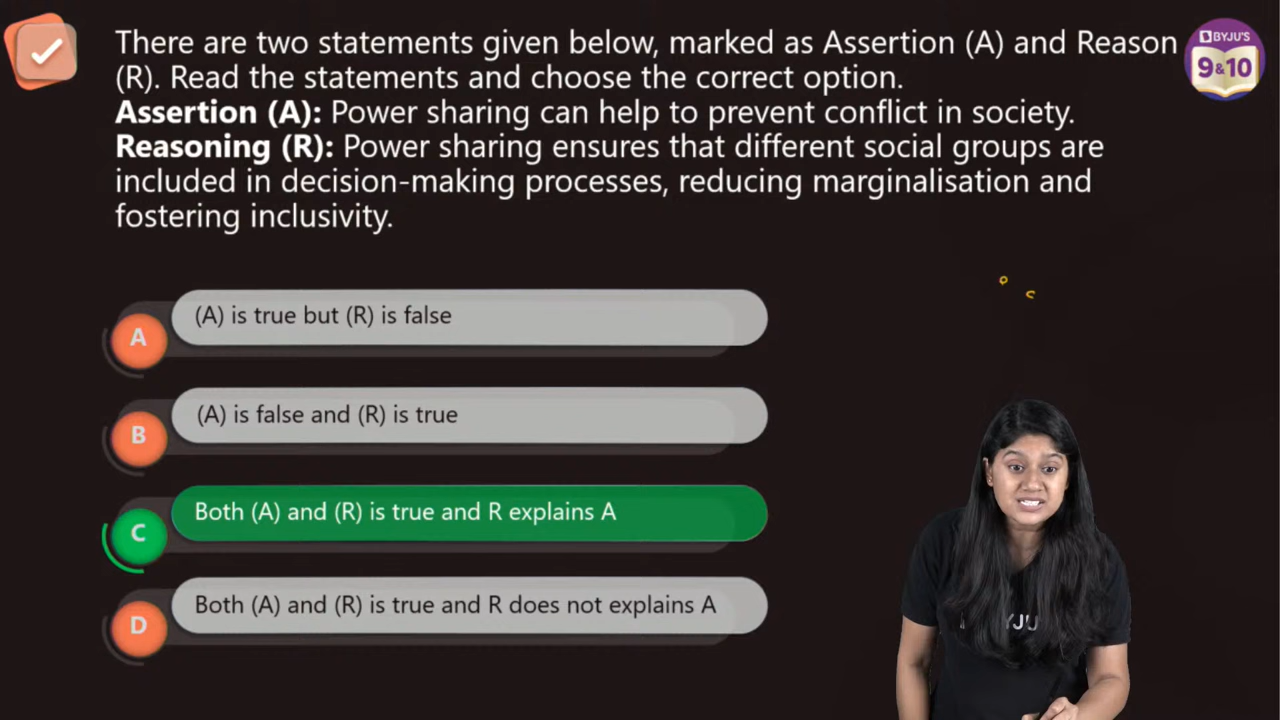 There are two statements given below, marked as Assertion (A) and Reason
(R). Read the statements and choose the correct option.
Assertion (A): Power sharing can help to prevent conflict in society.
Reasoning (R): Power sharing ensures that different social groups are
included in decision-making processes, reducing marginalisation and
fostering inclusivity.
BYJU'S
9&10
A
(A) is true but (R) is false
B
(A) is false and (R) is true
C
Both (A) and (R) is true and R explains A
D
Both (A) and (R) is true and R does not explains A